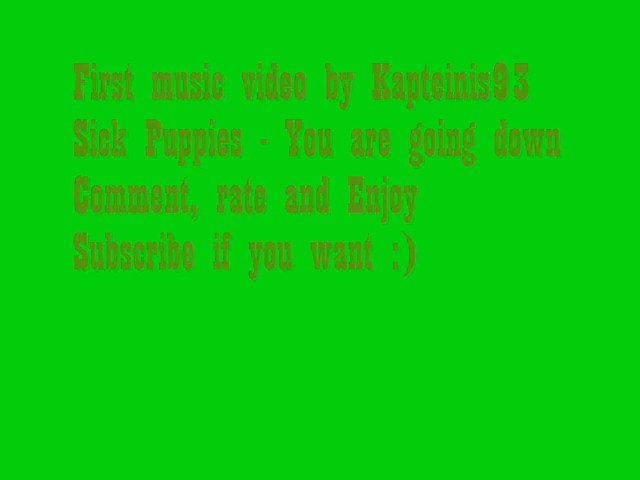 First music video by Kapteinis93
Sick Puppies - You are going down
Comment, rate and Enjoy
Subscribe if you want :)